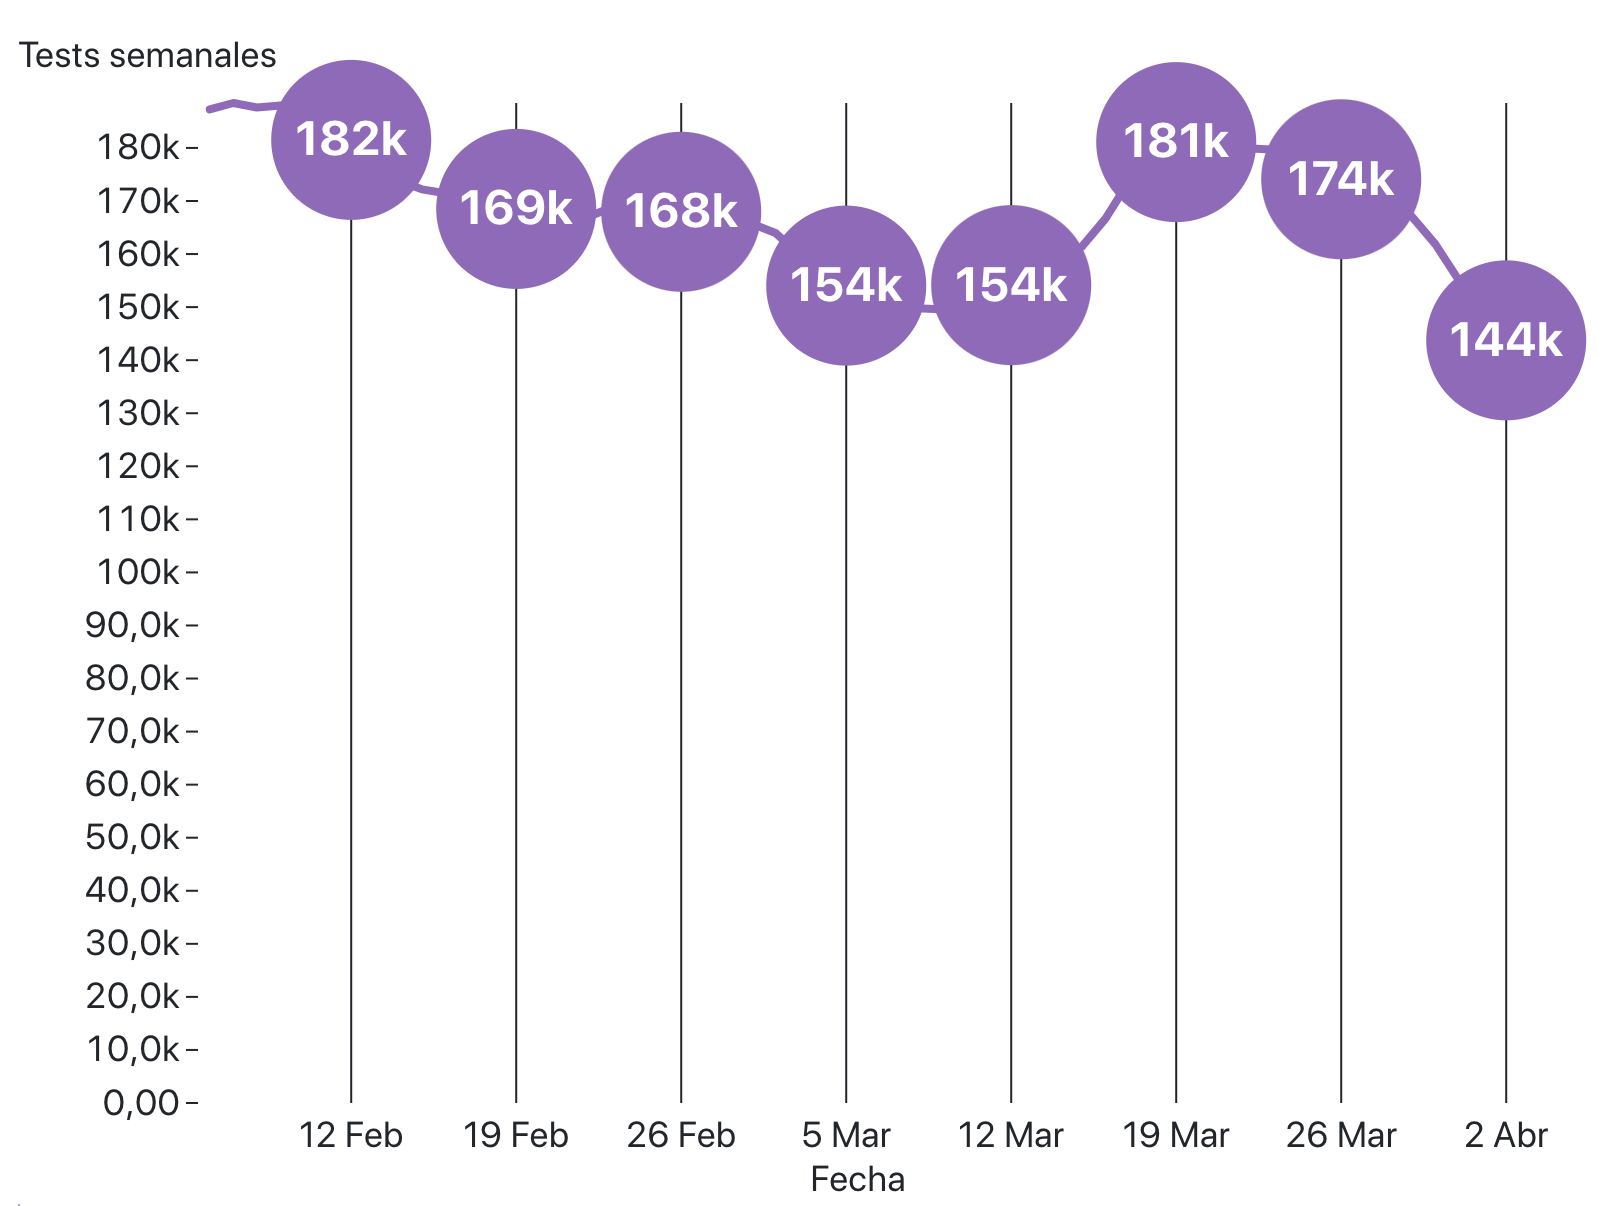 Tests semanales
182k
169k
168k
154k
154k
181k
174k
144k
180k
170k
160k
150k
140k
130k
120k
110k
100k
90,0k
80,0k
70,0k
60,0k
50,0k
40,0k
30,0k
20,0k
10,0k
0,00
12 Feb 19 Feb 26 Feb 5 Mar 12 Mar 19 Mar 26 Mar 2 Abr
Fecha